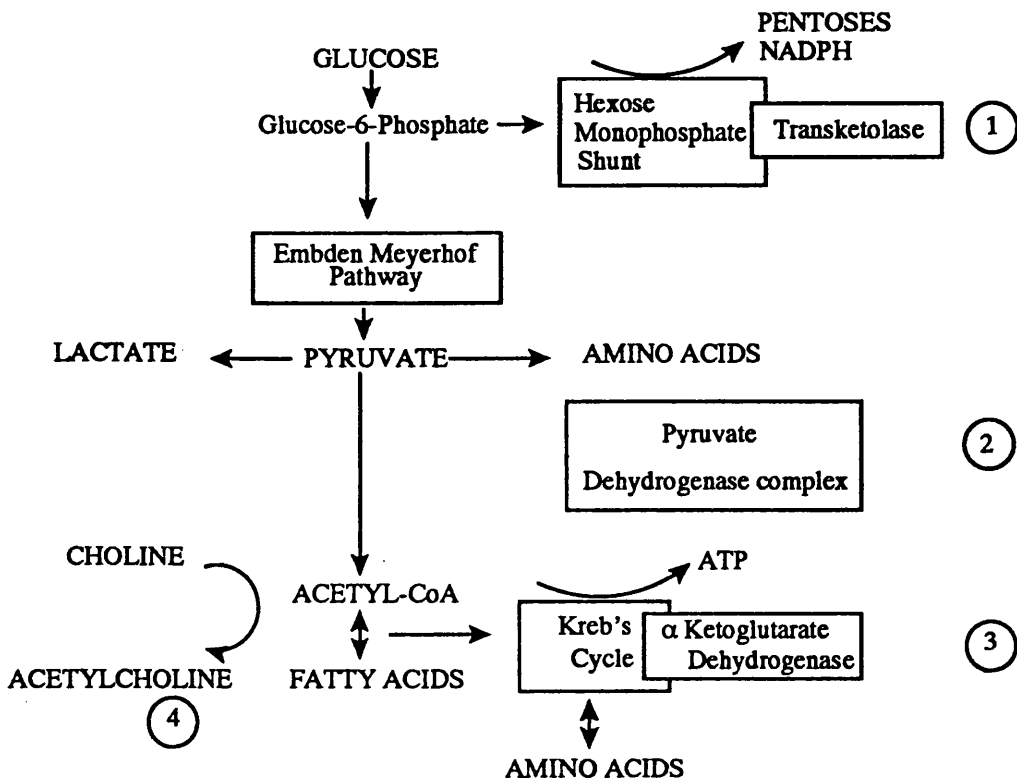 PENTOSES
NADPH
GLUCOSE
Glucose-6-Phosphate
Hexose
Monophosphate
Shunt
Transketolase
1
Embden Meyerhof
Pathway
LACTATE
PYRUVATE
AMINO ACIDS
Pyruvate
Dehydrogenase complex
2
CHOLINE
ACETYLCHOLINE
4
ACETYL-CoA
FATTY ACIDS
ATP
Kreb's
Cycle
α Ketoglutarate
Dehydrogenase
3
AMINO ACIDS